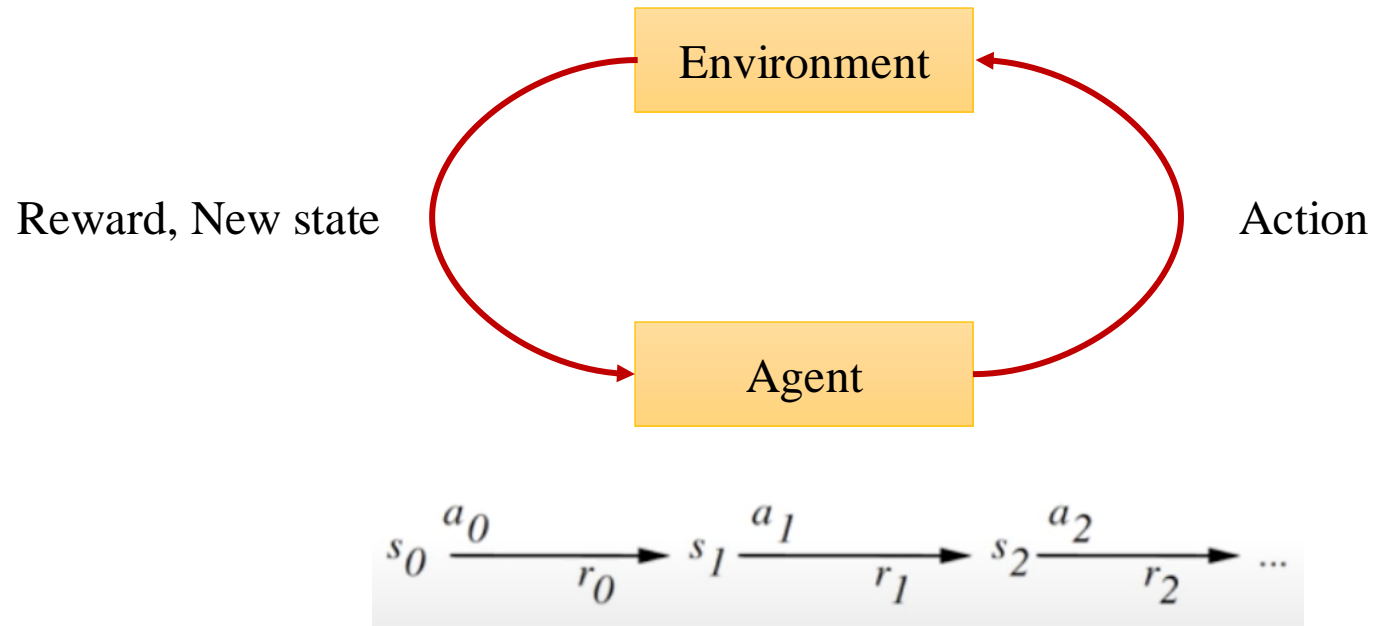 Environment
Reward, New state
Action
Agent
a0 a1 a2
s0 s1 s2 ...
r0 r1 r2